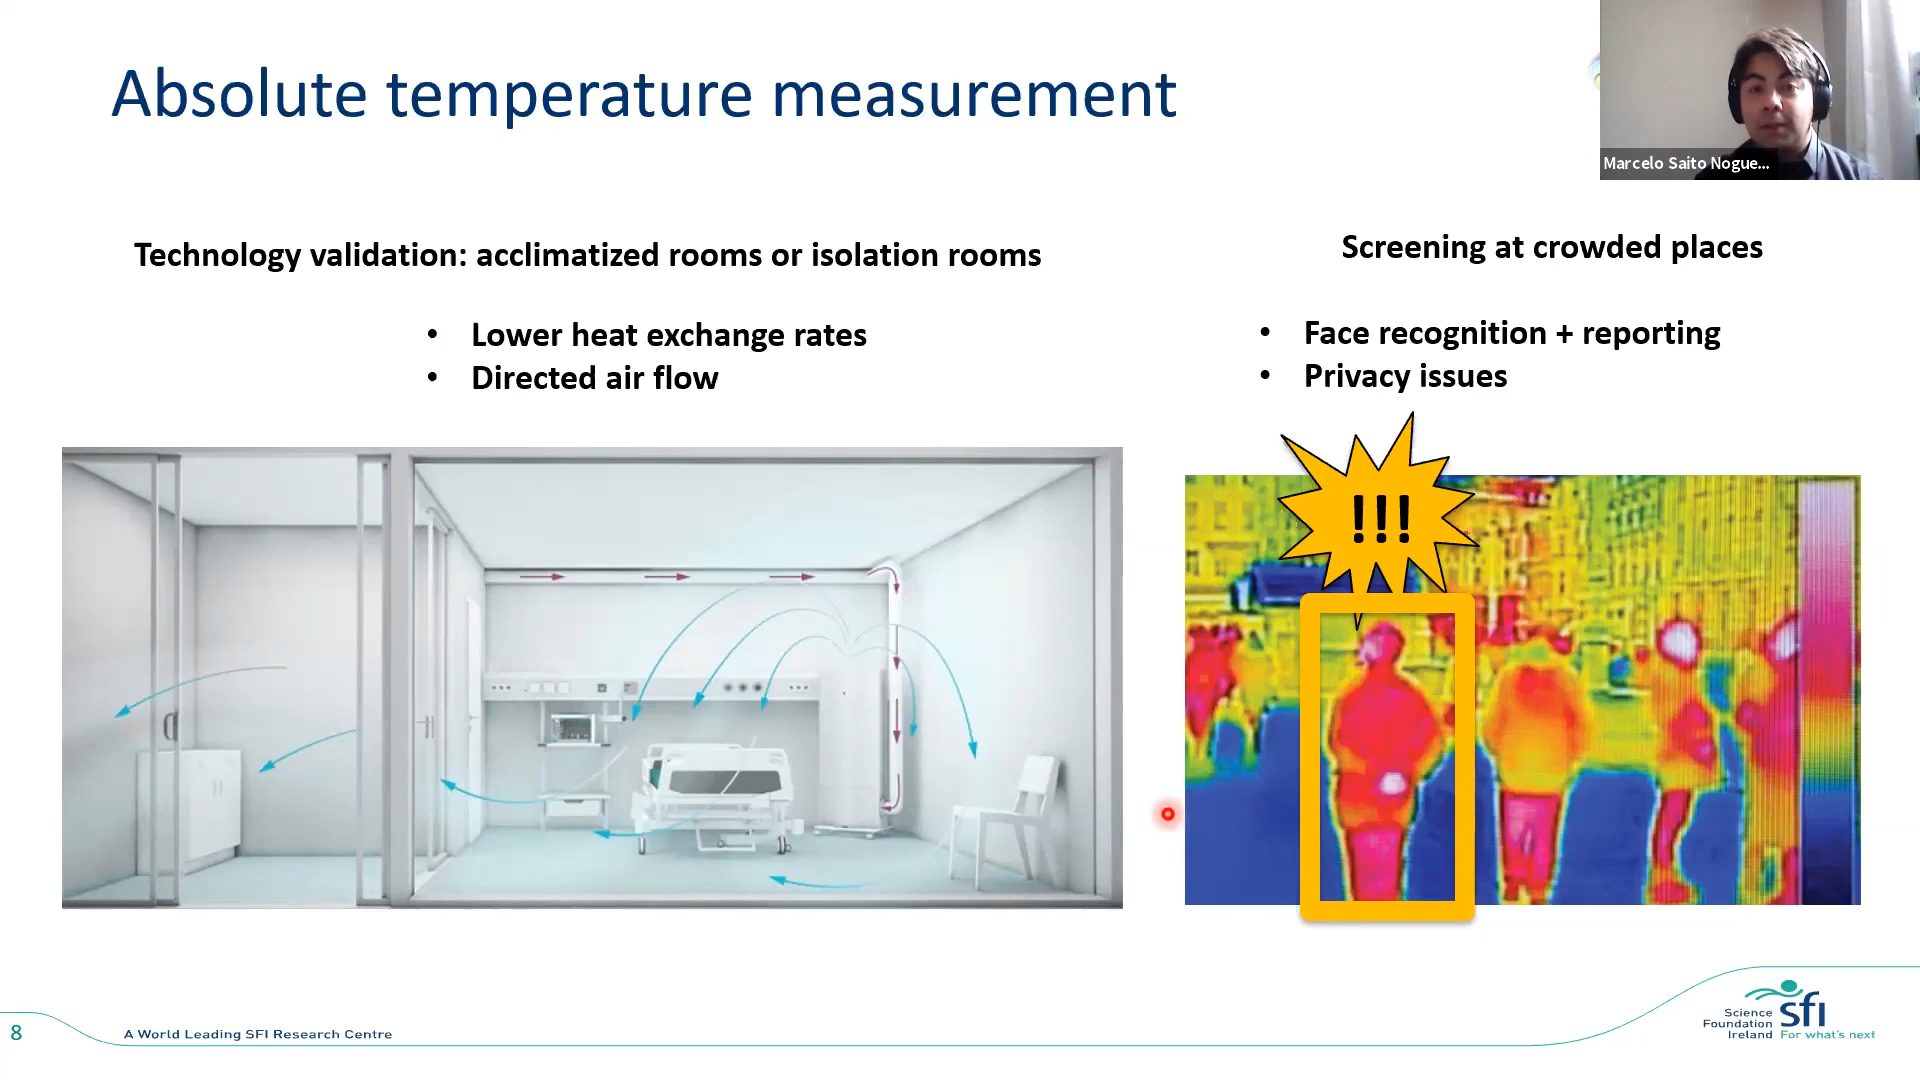 Absolute temperature measurement
Marcelo Saito Nogue...
Technology validation: acclimatized rooms or isolation rooms
• Lower heat exchange rates
• Directed air flow
Screening at crowded places
• Face recognition + reporting
• Privacy issues
!!!
8
A World Leading SFI Research Centre
Science
Foundation
Ireland
sfi
For what's next